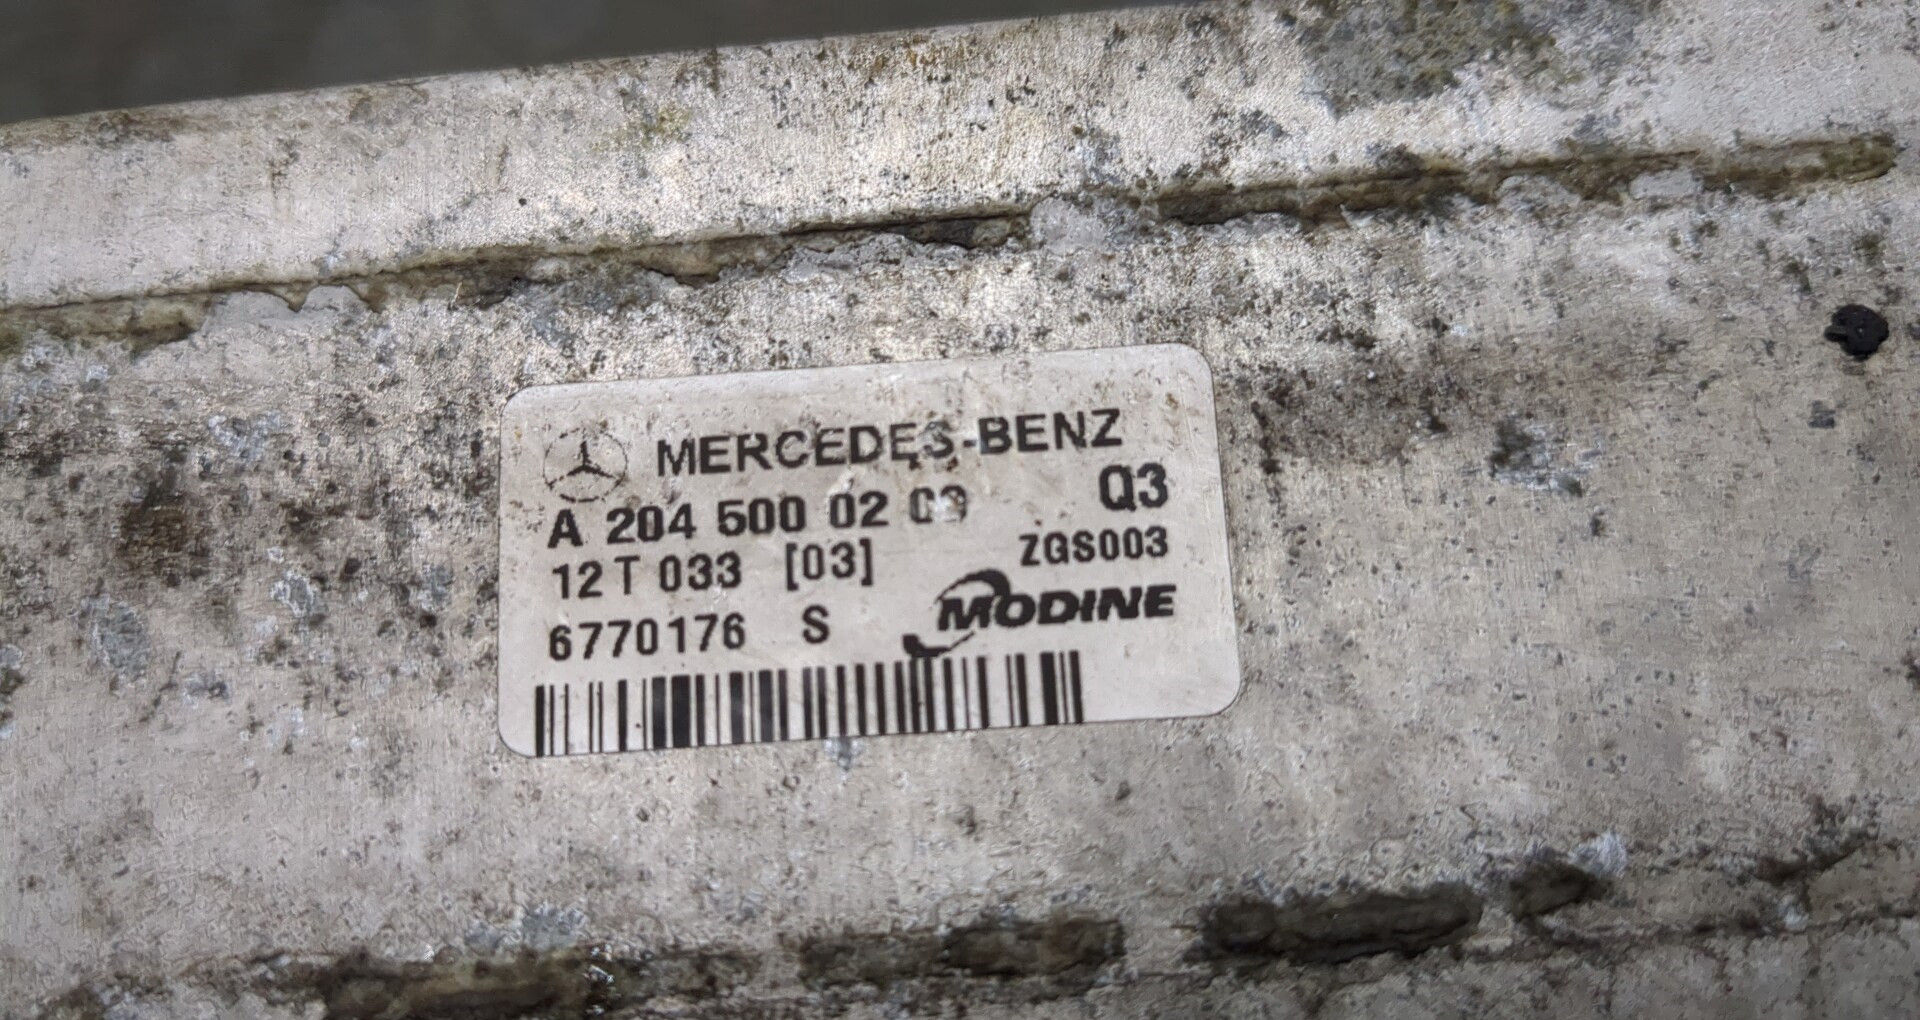 MERCEDES-BENZ
A 204 500 02 Q3
12 T 033 [03] ZGS003
6770176 S MODINE